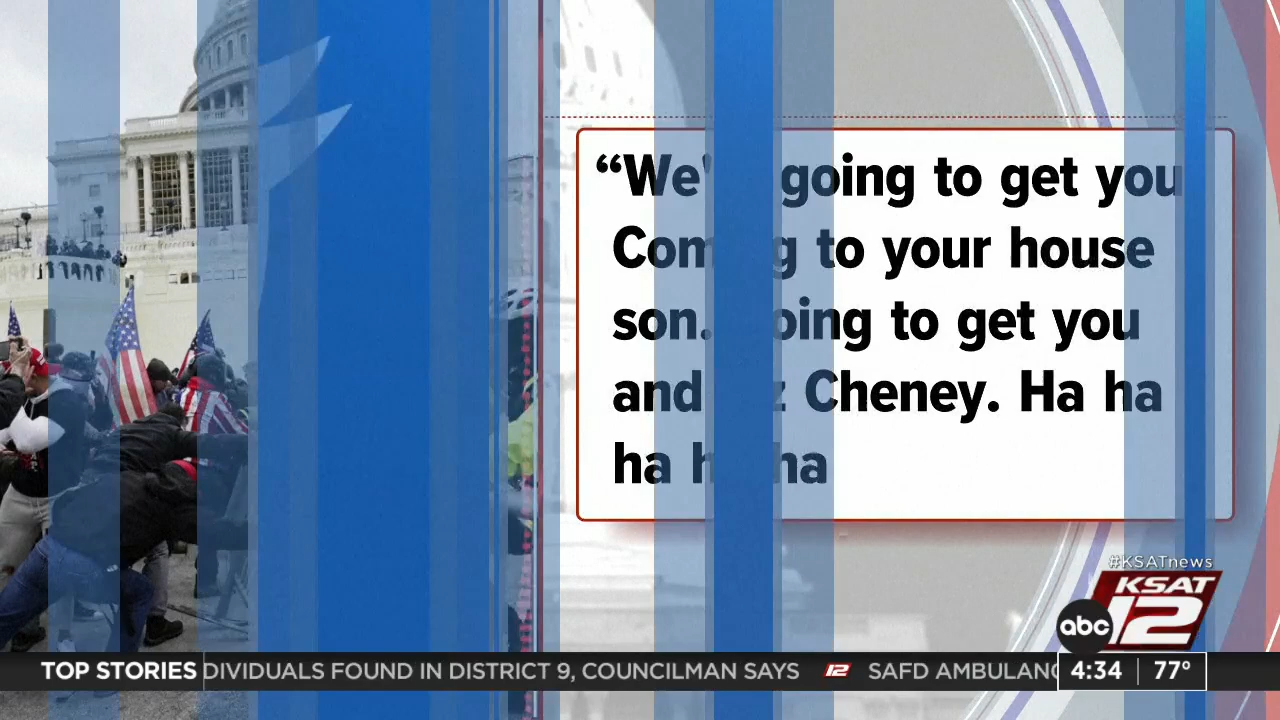 “We' going to get you
Com g to your house
son. oing to get you
and z Cheney. Ha ha
ha h ha
#KSATnews
KSAT
abc 12
TOP STORIES DIVIDUALS FOUND IN DISTRICT 9, COUNCILMAN SAYS 12 SAFD AMBULANC 4:34 77°